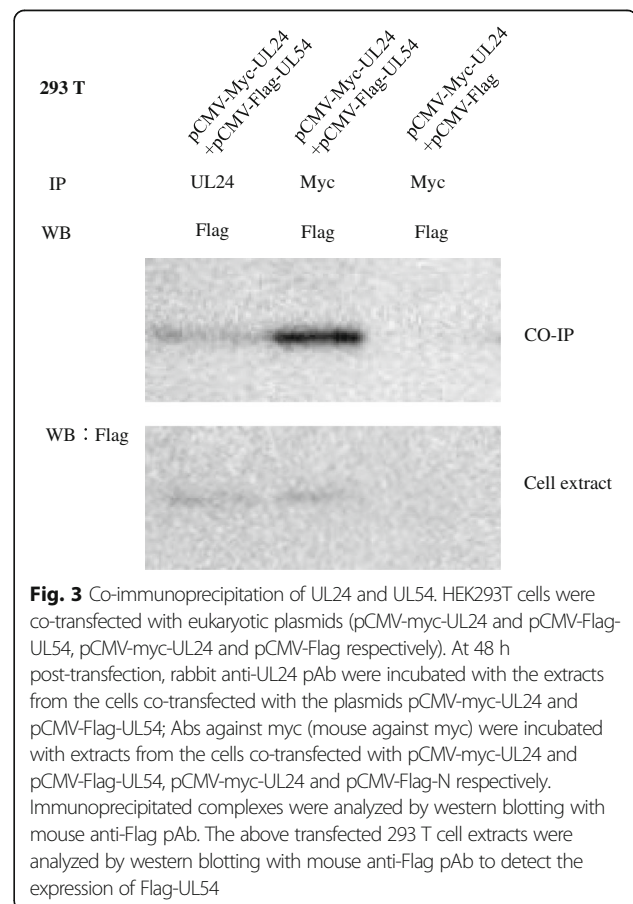 293 T
pCMV-Myc-UL24
+pCMV-Flag-UL54
pCMV-Myc-UL24
+pCMV-Flag-UL54
pCMV-Myc-UL24
+pCMV-Flag
IP UL24 Myc Myc
WB Flag Flag Flag
CO-IP
WB：Flag
Cell extract
Fig. 3 Co-immunoprecipitation of UL24 and UL54. HEK293T cells were
co-transfected with eukaryotic plasmids (pCMV-myc-UL24 and pCMV-Flag-
UL54, pCMV-myc-UL24 and pCMV-Flag respectively). At 48 h
post-transfection, rabbit anti-UL24 pAb were incubated with the extracts
from the cells co-transfected with the plasmids pCMV-myc-UL24 and
pCMV-Flag-UL54; Abs against myc (mouse against myc) were incubated
with extracts from the cells co-transfected with pCMV-myc-UL24 and
pCMV-Flag-UL54, pCMV-myc-UL24 and pCMV-Flag-N respectively.
Immunoprecipitated complexes were analyzed by western blotting with
mouse anti-Flag pAb. The above transfected 293 T cell extracts were
analyzed by western blotting with mouse anti-Flag pAb to detect the
expression of Flag-UL54